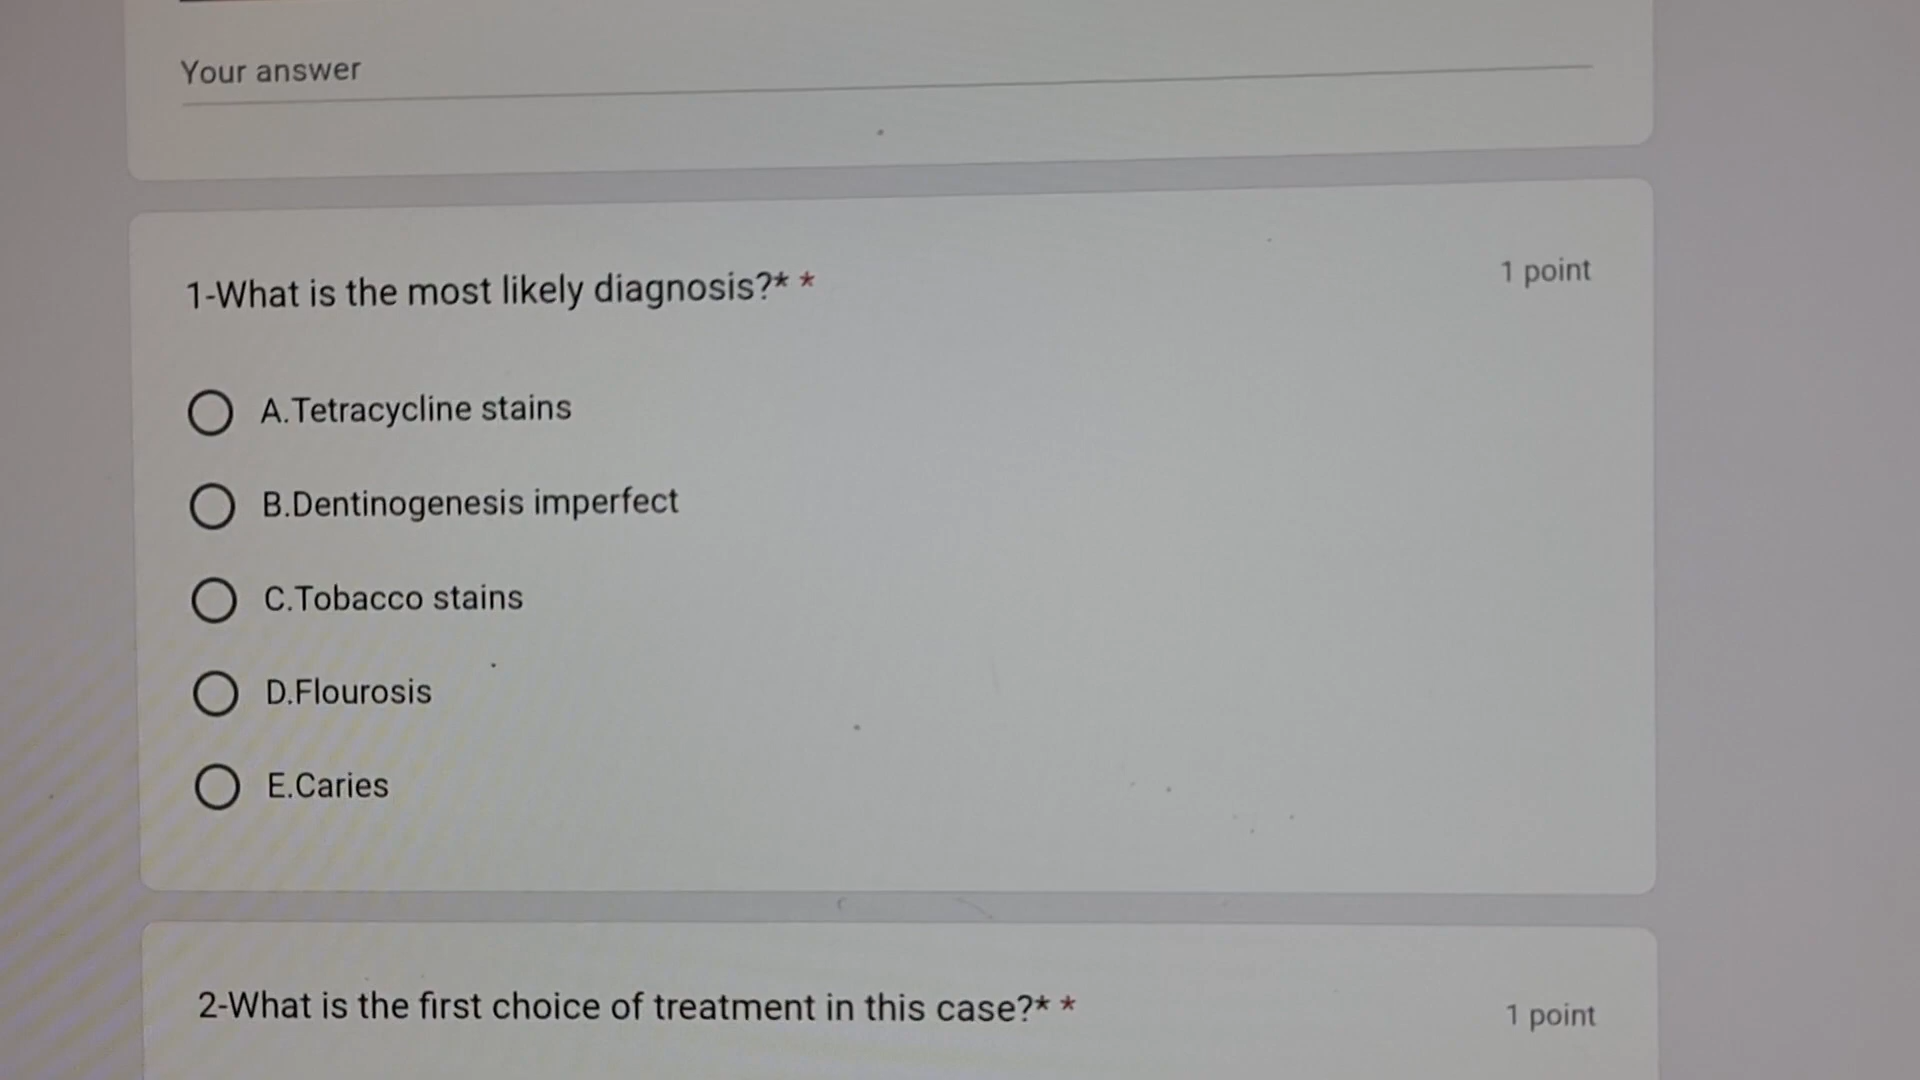 Your answer
1-What is the most likely diagnosis?* *
1 point
A.Tetracycline stains
B.Dentinogenesis imperfect
C.Tobacco stains
D.Flourosis
E.Caries
2-What is the first choice of treatment in this case?* *
1 point